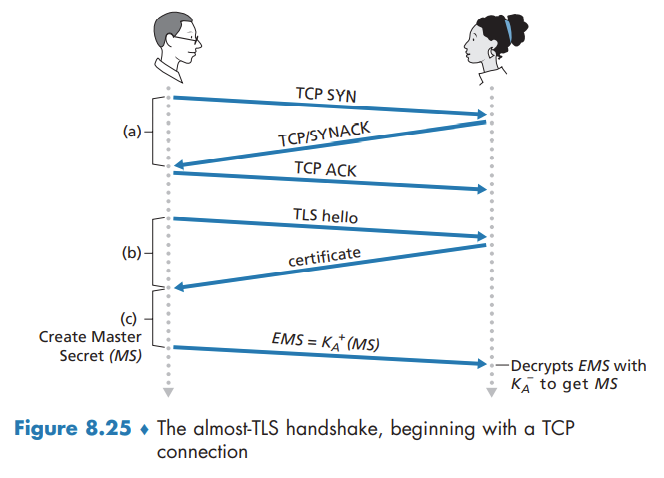 TCP SYN
(a)
TCP/SYNACK
TCP ACK
TLS hello
(b)
certificate
(c)
Create Master
Secret (MS)
EMS = K_A^+(MS)
Decrypts EMS with
K_A^- to get MS
Figure 8.25 ♦ The almost-TLS handshake, beginning with a TCP
connection